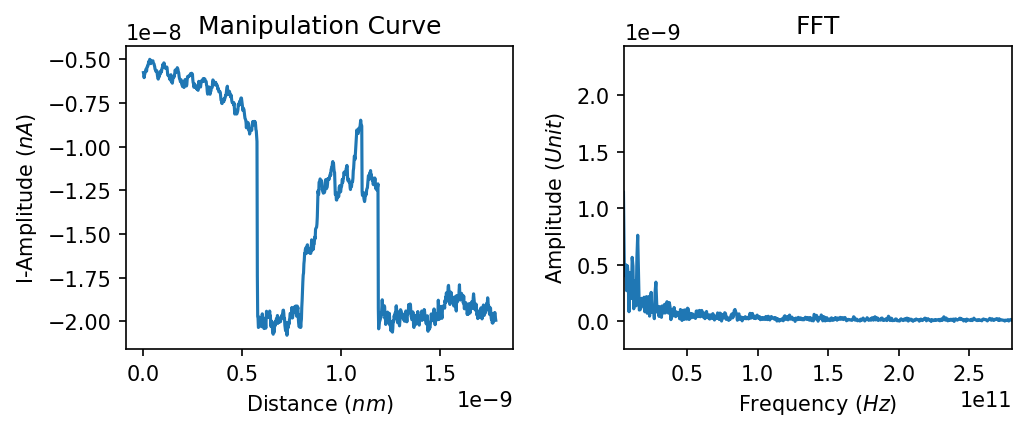 Manipulation Curve
1e−8
−0.50
−0.75
−1.00
−1.25
−1.50
−1.75
−2.00
I-Amplitude (nA)
0.0 0.5 1.0 1.5
1e−9
Distance (nm)
FFT
1e−9
2.0
1.5
1.0
0.5
0.0
Amplitude (Unit)
0.5 1.0 1.5 2.0 2.5
1e11
Frequency (Hz)